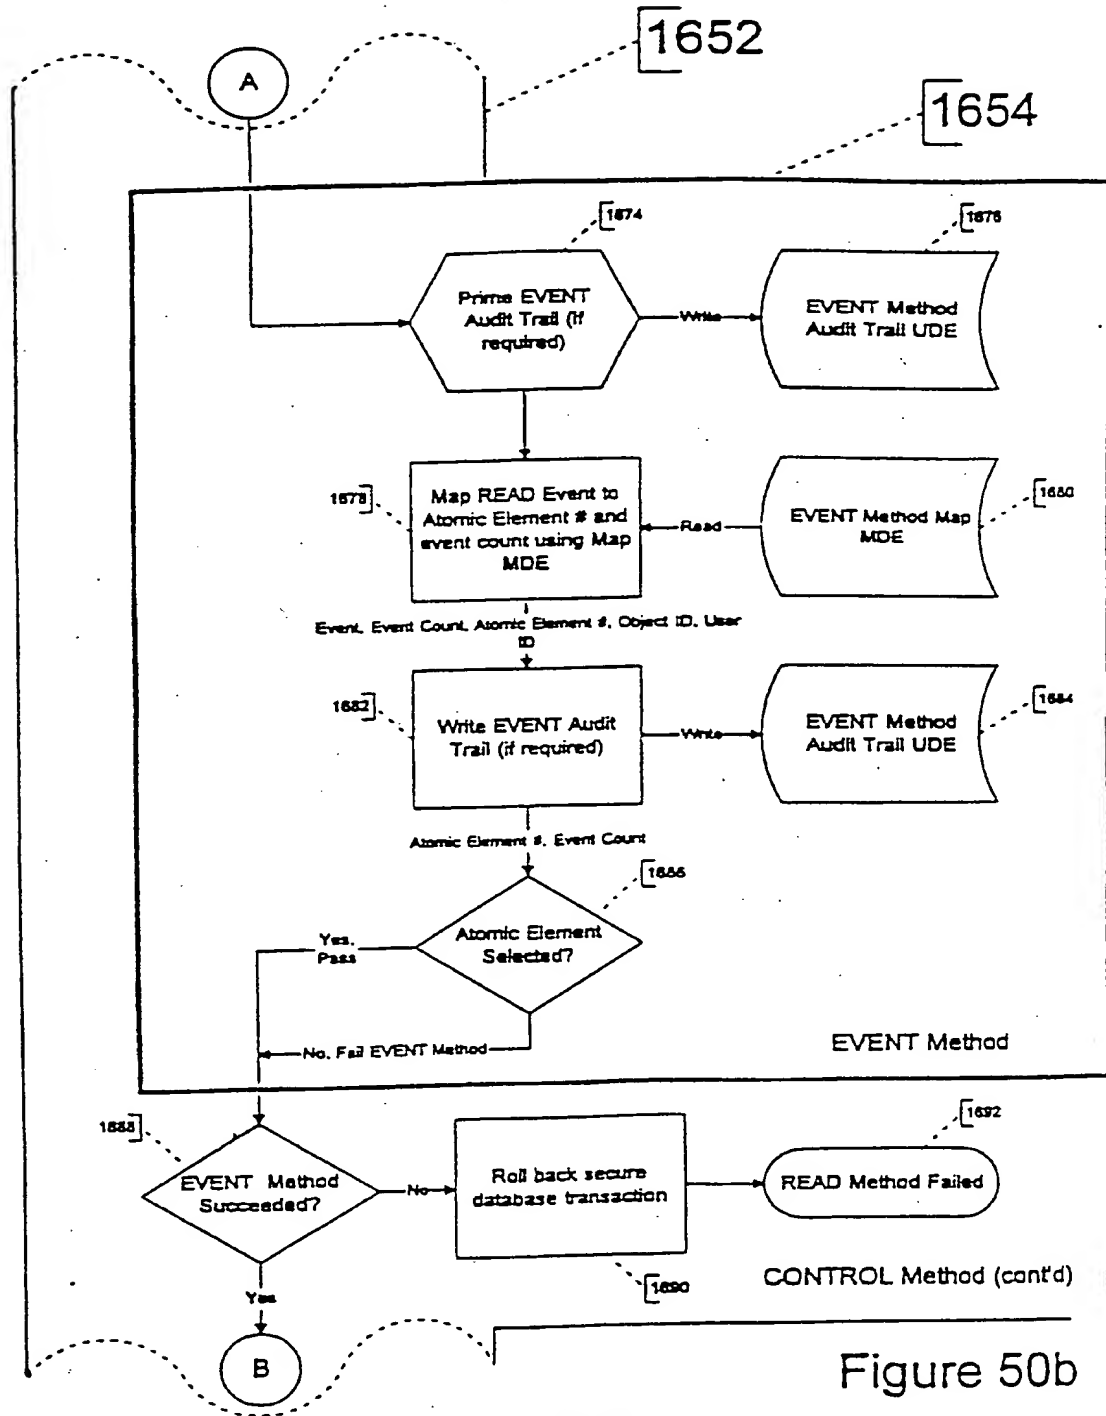 1652
A
1654
1674
1676
Prime EVENT
Audit Trail (if
required)
Write
EVENT Method
Audit Trail UDE
1678
Map READ Event to
Atomic Element # and
event count using Map
MDE
Read
EVENT Method Map
MDE
1680
Event, Event Count, Atomic Element #, Object ID, User
ID
1682
Write EVENT Audit
Trail (if required)
Write
EVENT Method
Audit Trail UDE
1684
Atomic Element #, Event Count
1686
Atomic Element
Selected?
Yes,
Pass
No, Fail EVENT Method
EVENT Method
1688
EVENT Method
Succeeded?
No
Roll back secure
database transaction
1690
1692
READ Method Failed
CONTROL Method (cont'd)
Yes
B
Figure 50b